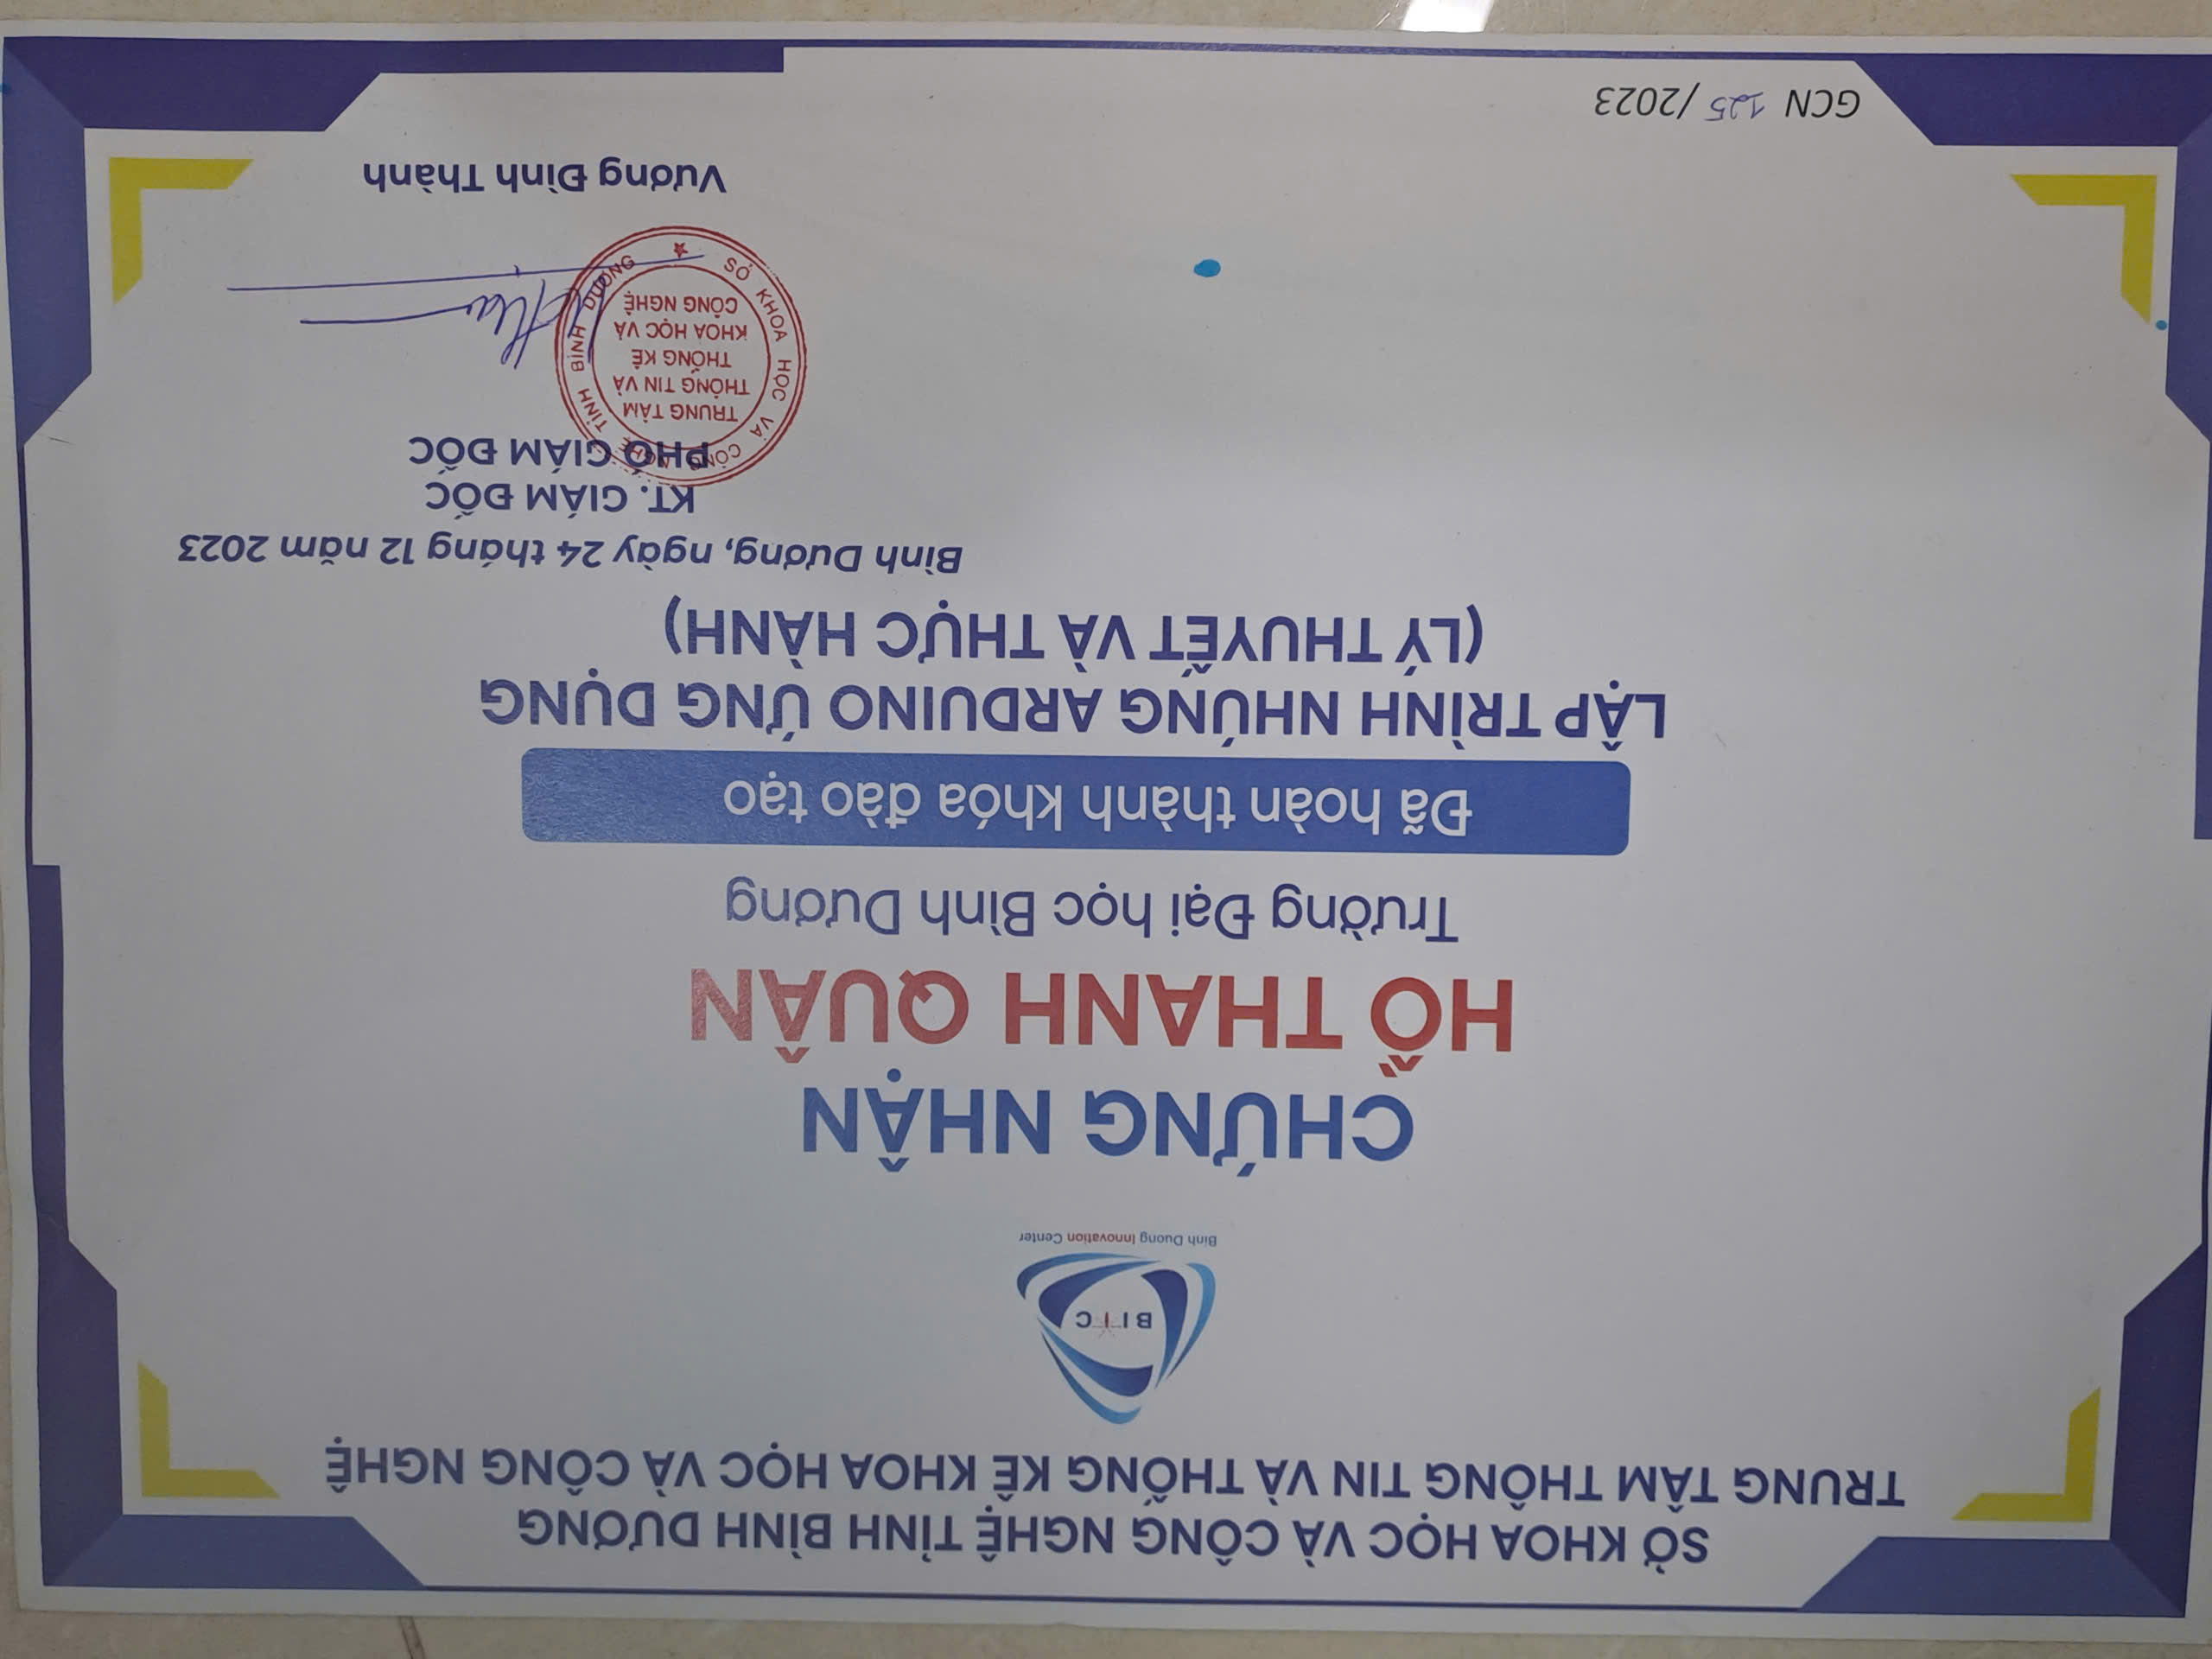 SỞ KHOA HỌC VÀ CÔNG NGHỆ TỈNH BÌNH DƯƠNG
TRUNG TÂM THÔNG TIN VÀ THỐNG KÊ KHOA HỌC VÀ CÔNG NGHỆ
BIIC
Binh Duong Innovation Center
CHỨNG NHẬN
HỒ THANH QUÂN
Trường Đại học Bình Dương
Đã hoàn thành khóa đào tạo
LẬP TRÌNH NHÚNG ARDUINO ỨNG DỤNG
(LÝ THUYẾT VÀ THỰC HÀNH)
Bình Dương, ngày 24 tháng 12 năm 2023
KT. GIÁM ĐỐC
PHÓ GIÁM ĐỐC
SỞ KHOA HỌC VÀ CÔNG NGHỆ TỈNH BÌNH DƯƠNG
TRUNG TÂM
THÔNG TIN VÀ
THỐNG KÊ
KHOA HỌC VÀ
CÔNG NGHỆ
Vương Đình Thành
GCN 125 /2023